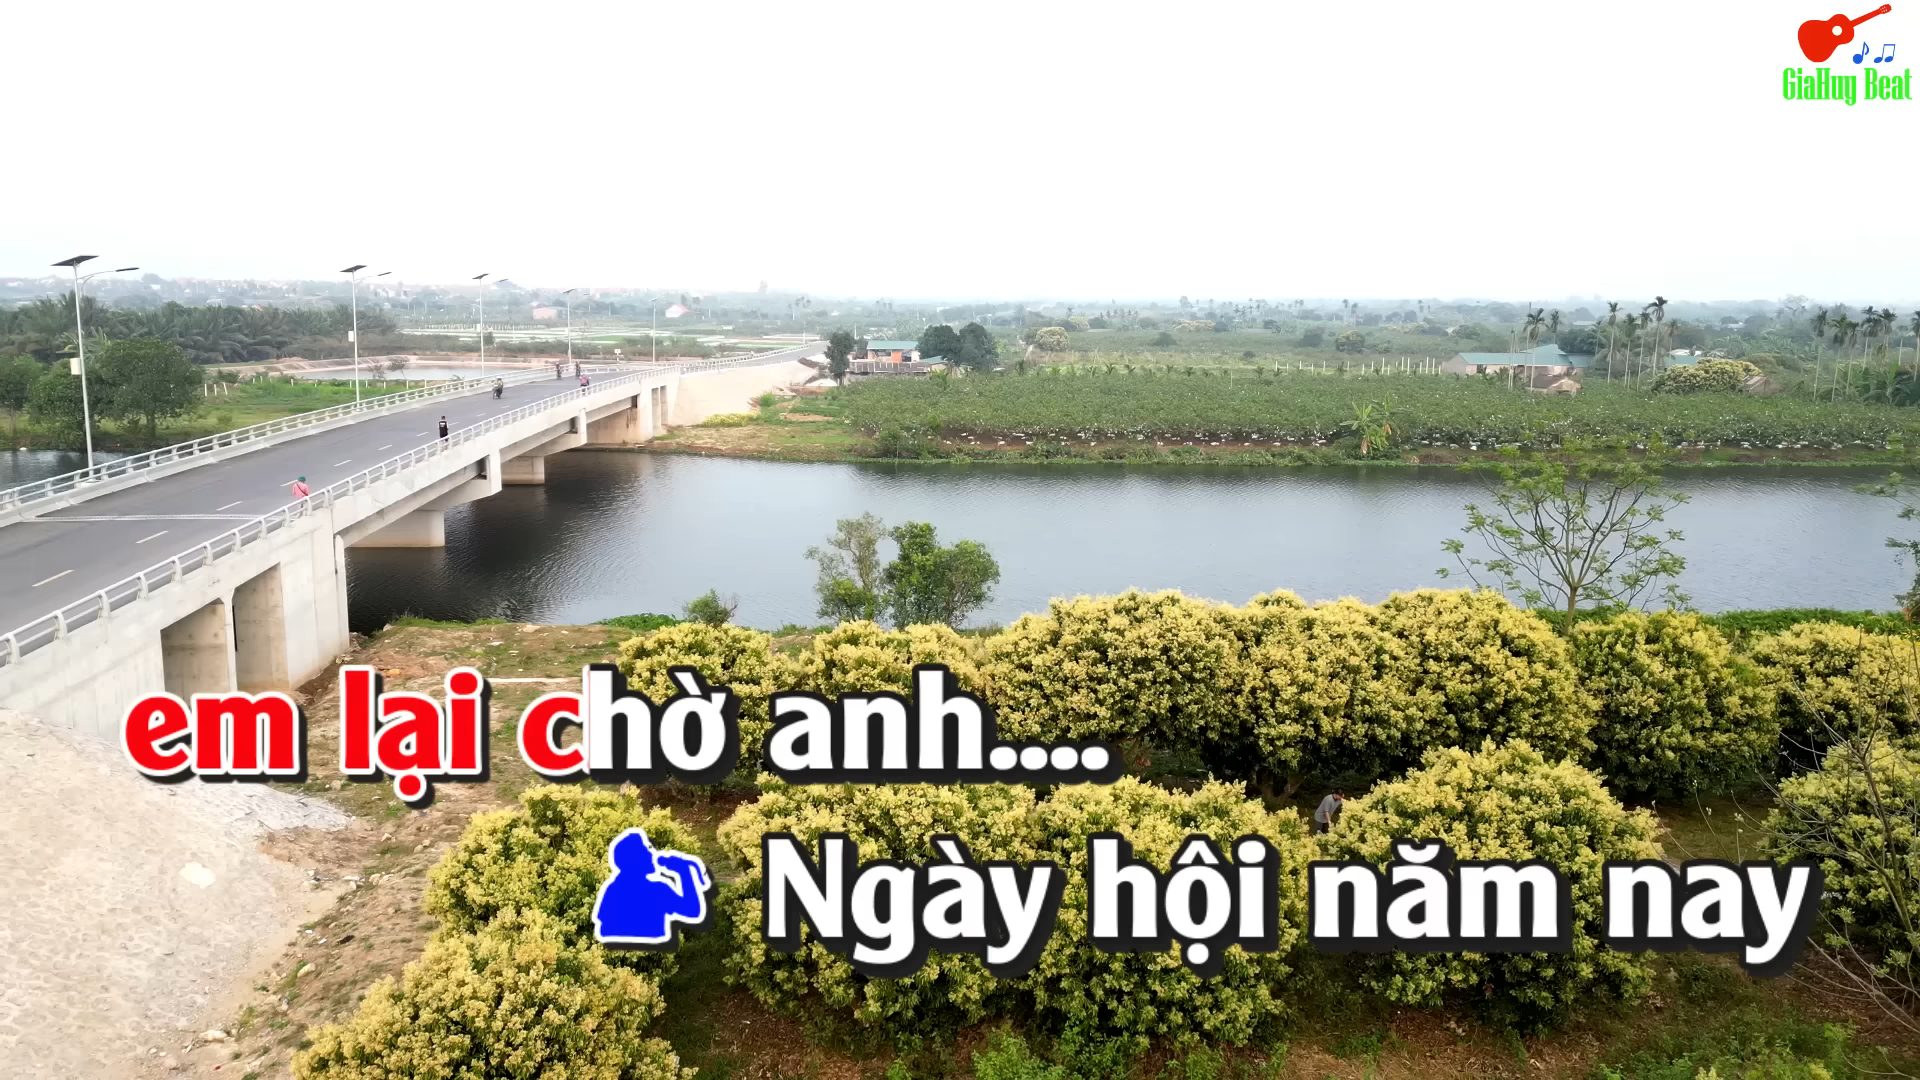 GiaHuy Beat
em lại chờ anh....
Ngày hội năm nay